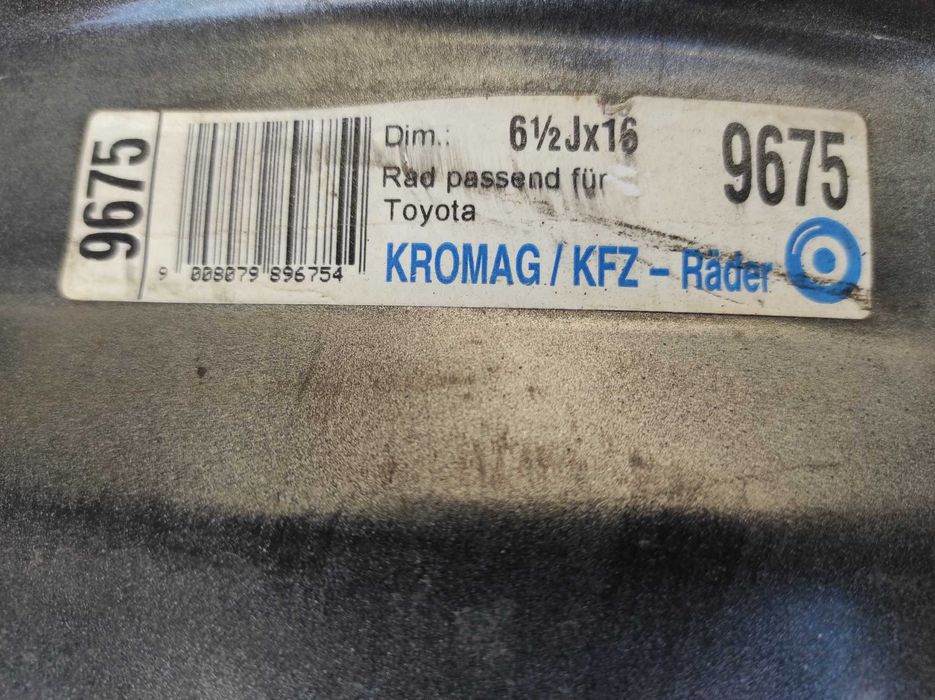 9675
Dim.: 6½Jx16
Rad passend für
Toyota
9675
KROMAG / KFZ – Räder
9 008079 896754